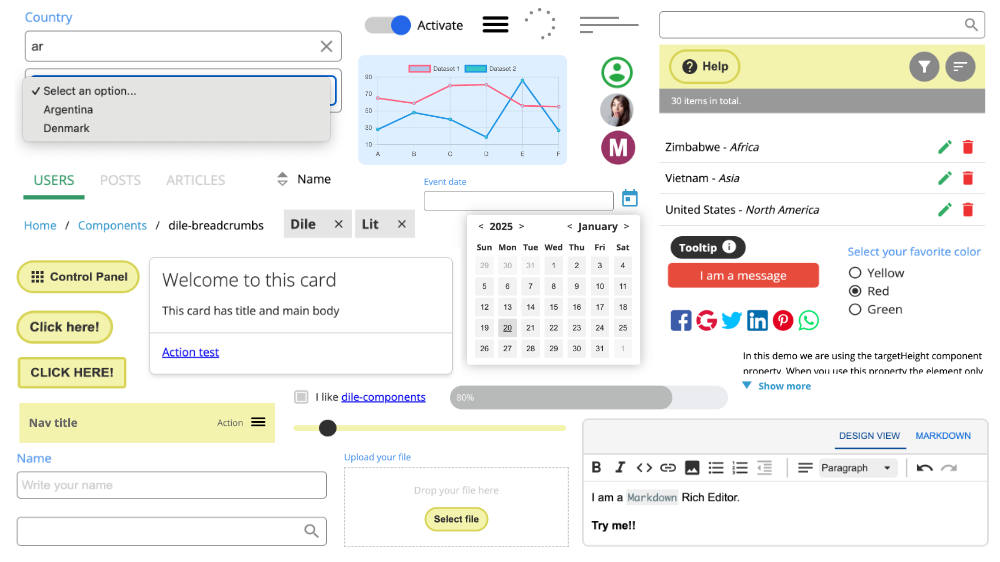 Country
ar
✓ Select an option...
Argentina
Denmark
Activate
Dataset 1 Dataset 2
90
70
50
30
10
A B C D E F
M
Help
30 items in total.
Zimbabwe - Africa
Vietnam - Asia
United States - North America
USERS POSTS ARTICLES
Name
Home / Components / dile-breadcrumbs
Dile ✕ Lit ✕
Event date
< 2025 > < January >
Sun Mon Tue Wed Thu Fri Sat
29 30 31 1 2 3 4
5 6 7 8 9 10 11
12 13 14 15 16 17 18
19 20 21 22 23 24 25
26 27 28 29 30 31 1
Control Panel
Click here!
CLICK HERE!
Welcome to this card
This card has title and main body
Action test
Tooltip i
I am a message
Select your favorite color
Yellow
Red
Green
In this demo we are using the targetHeight component
property. When you use this property the element only
Show more
I like dile-components
80%
Nav title Action
Name
Write your name
Upload your file
Drop your file here
Select file
DESIGN VIEW MARKDOWN
B I <> Paragraph
I am a Markdown Rich Editor.
Try me!!